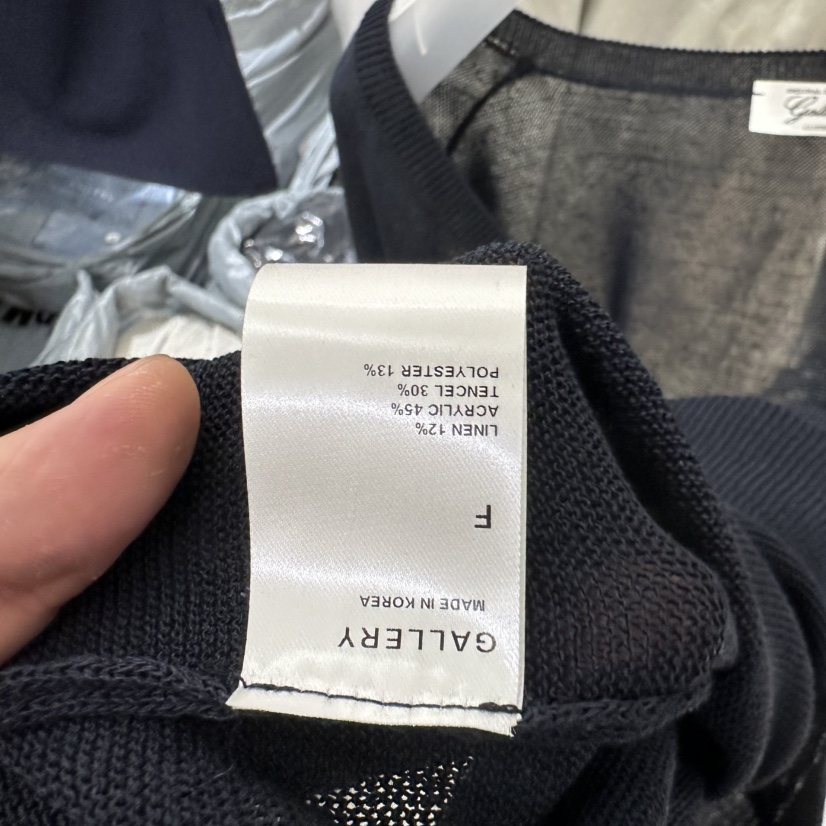 GALLERY
MADE IN KOREA
F
LINEN 12%
ACRYLIC 45%
TENCEL 30%
POLYESTER 13%